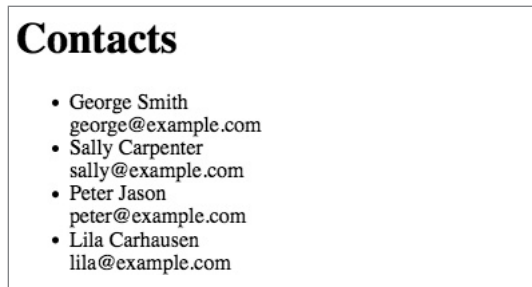 Contacts
• George Smith
george@example.com
• Sally Carpenter
sally@example.com
• Peter Jason
peter@example.com
• Lila Carhausen
lila@example.com